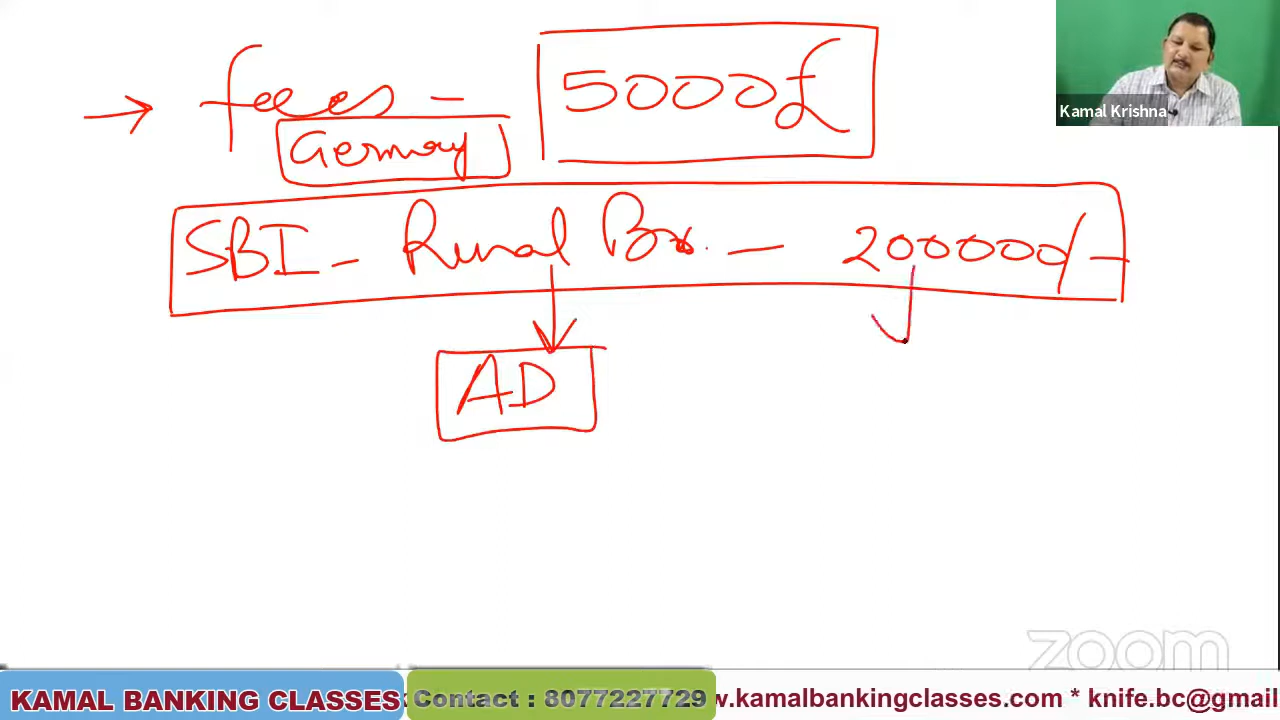 → fees - 5000£
Germany
SBI - Rural Br. - 200000/-
AD
Kamal Krishna
zoom
KAMAL BANKING CLASSES
Contact : 8077227729
.kamalbankingclasses.com * knife.bc@gmail